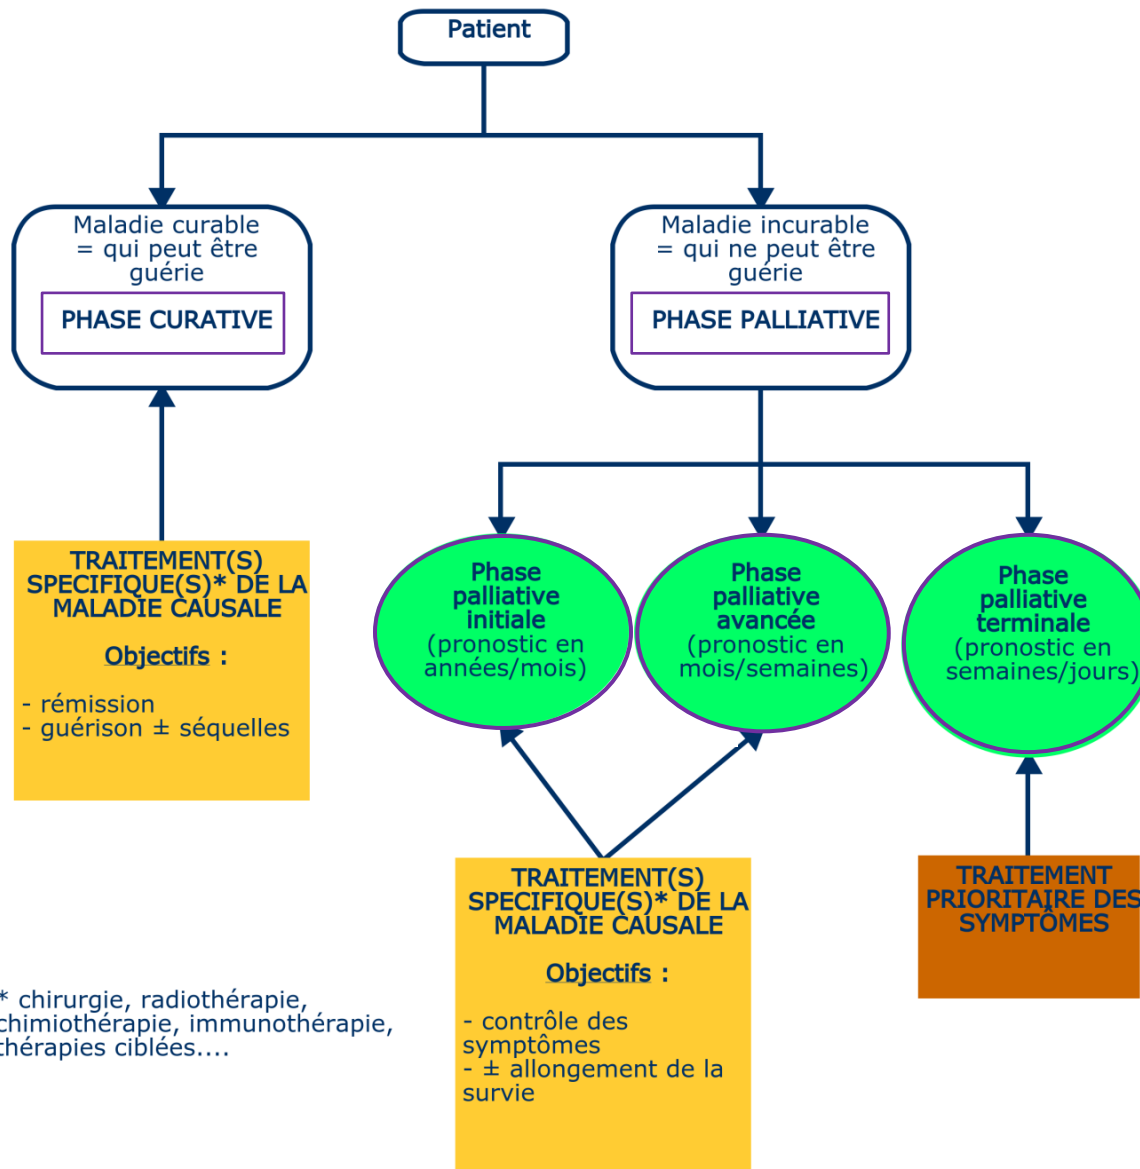 Patient
Maladie curable
= qui peut être
guérie
PHASE CURATIVE
Maladie incurable
= qui ne peut être
guérie
PHASE PALLIATIVE
TRAITEMENT(S)
SPECIFIQUE(S)* DE LA
MALADIE CAUSALE
Objectifs :
- rémission
- guérison ± séquelles
Phase
palliative
initiale
(pronostic en
années/mois)
Phase
palliative
avancée
(pronostic en
mois/semaines)
Phase
palliative
terminale
(pronostic en
semaines/jours)
TRAITEMENT(S)
SPECIFIQUE(S)* DE LA
MALADIE CAUSALE
Objectifs :
- contrôle des
symptômes
- ± allongement de la
survie
TRAITEMENT
PRIORITAIRE DES
SYMPTÔMES
* chirurgie, radiothérapie,
chimiothérapie, immunothérapie,
thérapies ciblées....